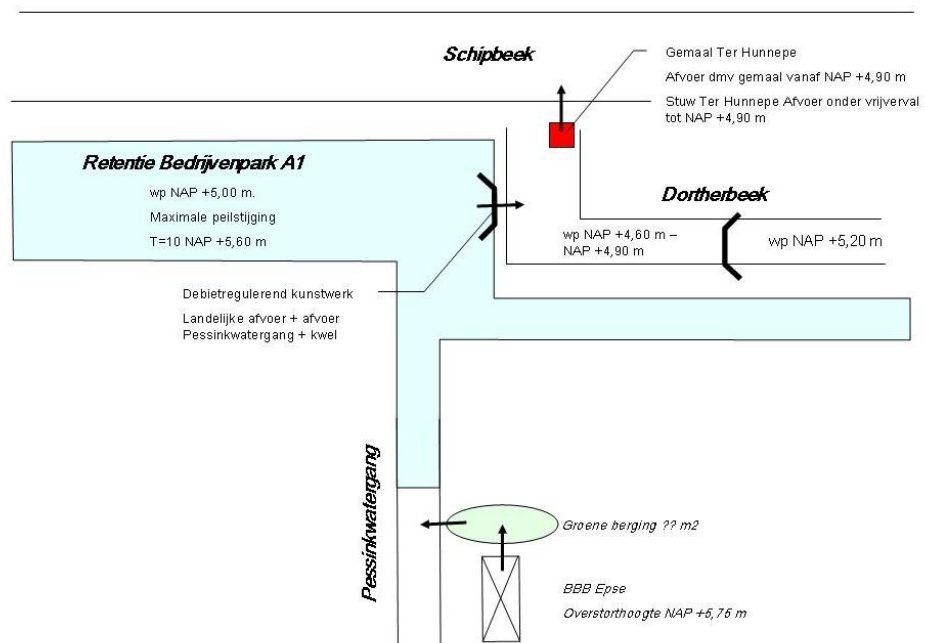 Schipbeek
Gemaal Ter Hunnepe
Afvoer dmv gemaal vanaf NAP +4,90 m
Stuw Ter Hunnepe Afvoer onder vrijverval
tot NAP +4,90 m
Retentie Bedrijvenpark A1
wp NAP +5,00 m.
Maximale peilstijging
T=10 NAP +5,60 m
Dortherbeek
wp NAP +4,60 m –
NAP +4,90 m
wp NAP +5,20 m
Debietregulerend kunstwerk
Landelijke afvoer + afvoer
Pessinkwatergang + kwel
Pessinkwatergang
Groene berging ?? m2
BBB Epse
Overstorthoogte NAP +5,75 m